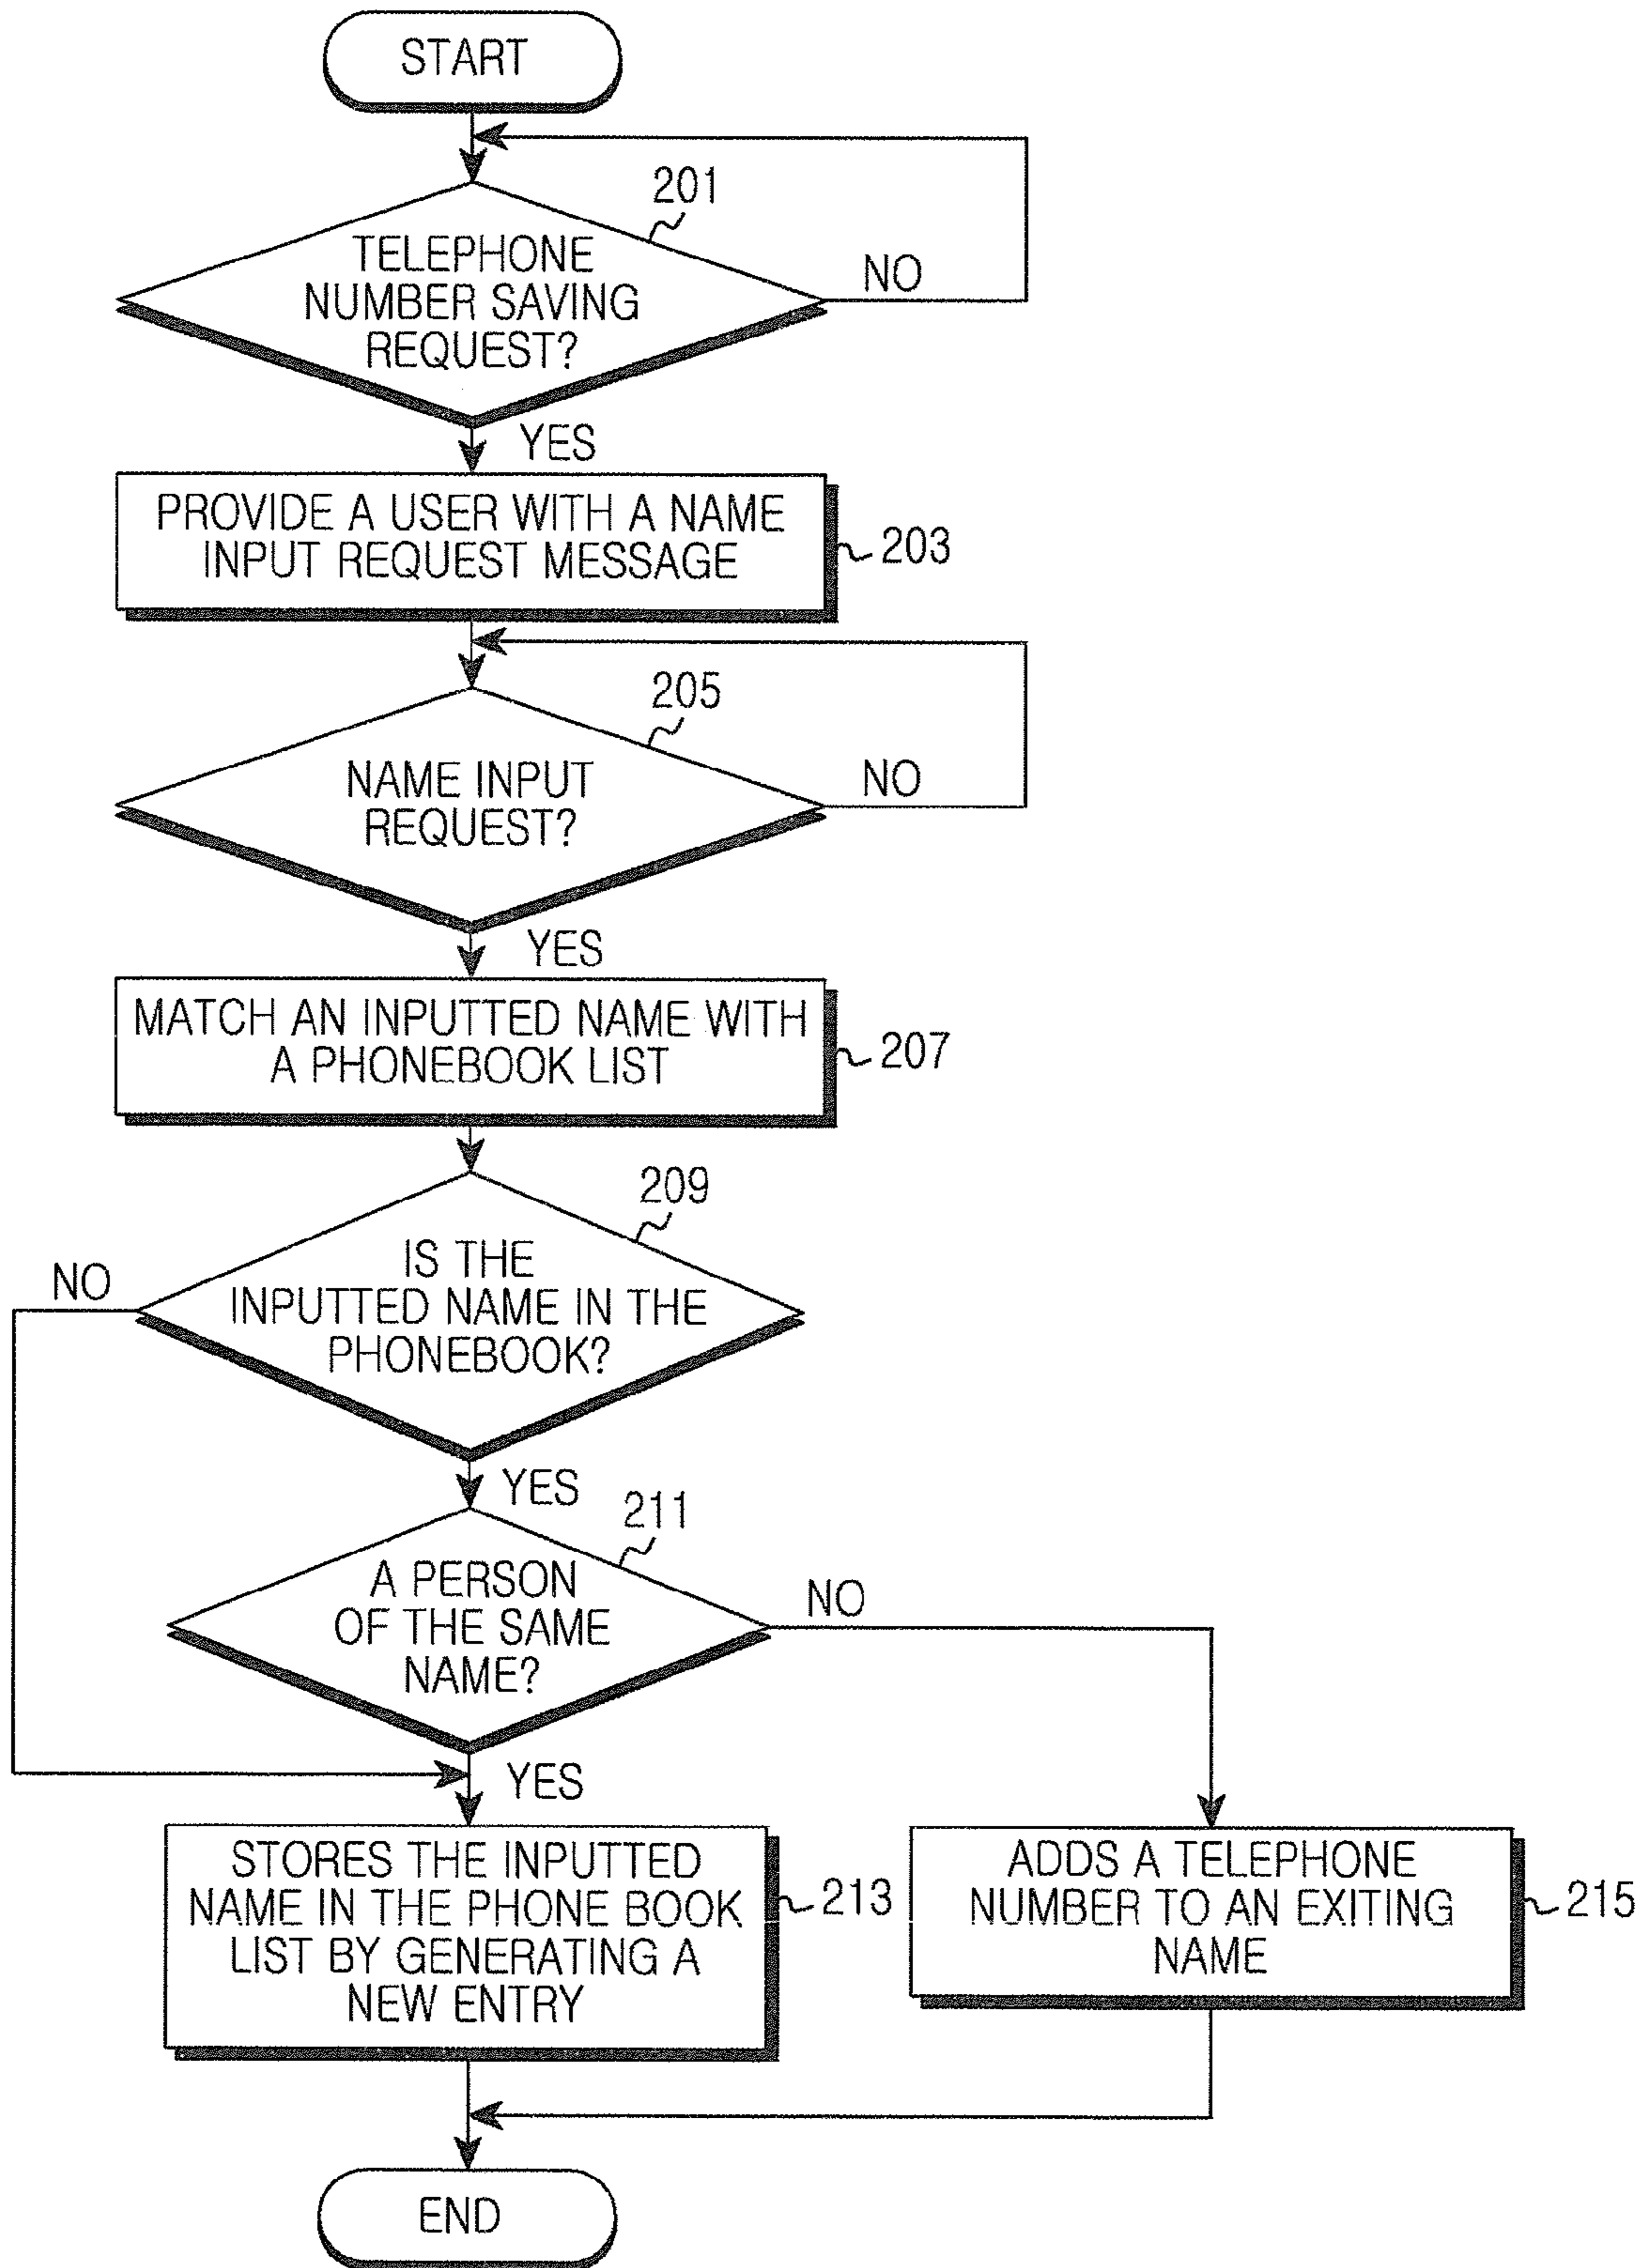 START
201
TELEPHONE
NUMBER SAVING
REQUEST?
NO
YES
PROVIDE A USER WITH A NAME
INPUT REQUEST MESSAGE
203
205
NAME INPUT
REQUEST?
NO
YES
MATCH AN INPUTTED NAME WITH
A PHONEBOOK LIST
207
209
IS THE
INPUTTED NAME IN THE
PHONEBOOK?
NO
YES
211
A PERSON
OF THE SAME
NAME?
NO
YES
STORES THE INPUTTED
NAME IN THE PHONE BOOK
LIST BY GENERATING A
NEW ENTRY
213
ADDS A TELEPHONE
NUMBER TO AN EXITING
NAME
215
END